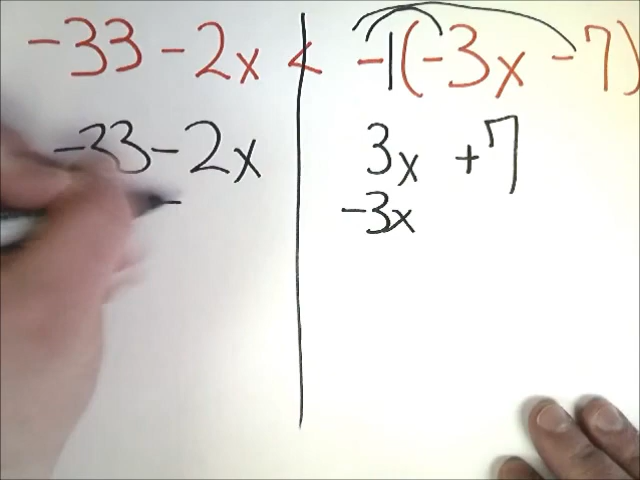 -33 - 2x < -1(-3x - 7)
-33 - 2x 3x + 7
- -3x